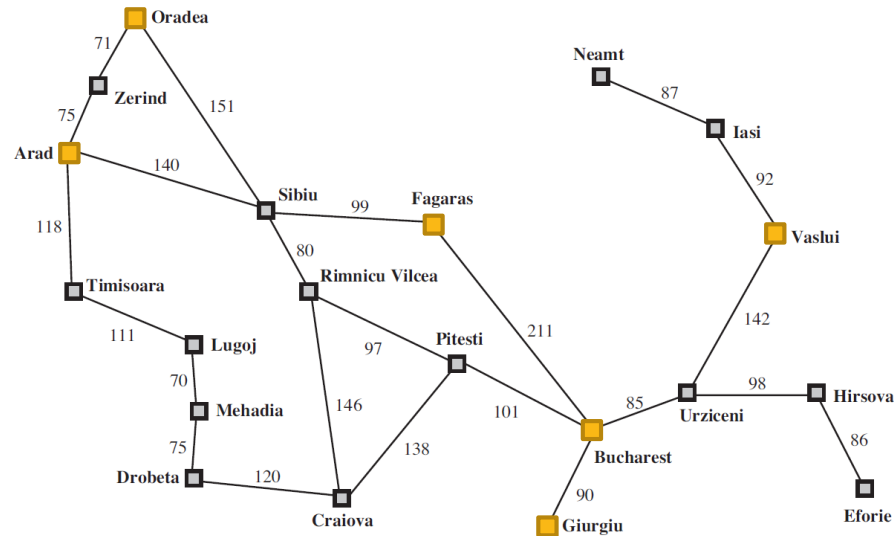 Oradea
71
Neamt
Zerind
87
151
75
Iasi
Arad
140
92
Sibiu
Fagaras
99
118
Vaslui
80
Timisoara
Rimnicu Vilcea
142
111
211
Lugoj
Pitesti
97
70
98
Hirsova
Mehadia
146
101
85
Urziceni
75
138
86
Bucharest
Drobeta
120
90
Craiova
Giurgiu
Eforie